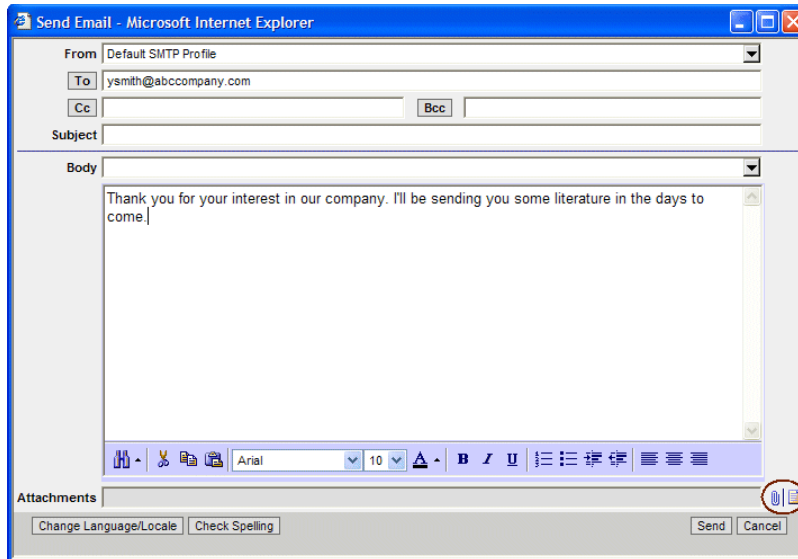 Send Email - Microsoft Internet Explorer
From Default SMTP Profile
To ysmith@abccompany.com
Cc Bcc
Subject
Body
Thank you for your interest in our company. I'll be sending you some literature in the days to
come.
Arial 10 A B I U
Attachments
Change Language/Locale Check Spelling Send Cancel